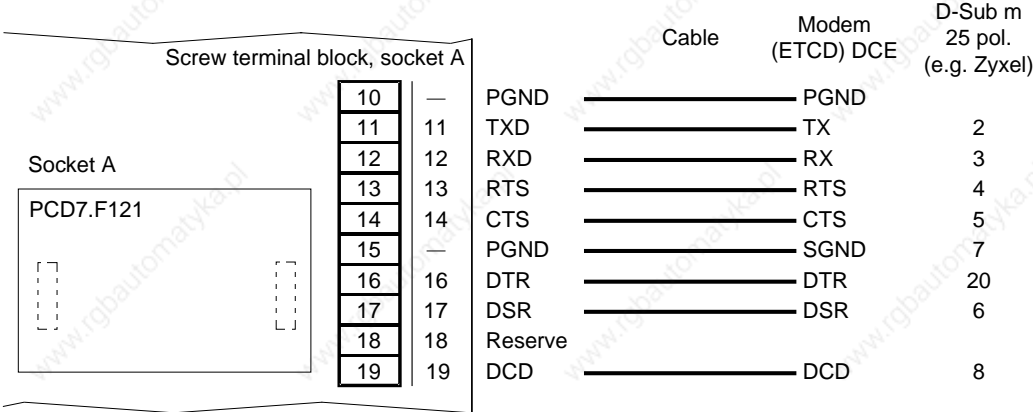 D-Sub m
Cable Modem 25 pol.
(ETCD) DCE (e.g. Zyxel)
Screw terminal block, socket A
10 — PGND PGND
11 11 TXD TX 2
12 12 RXD RX 3
Socket A
13 13 RTS RTS 4
PCD7.F121
14 14 CTS CTS 5
15 — PGND SGND 7
16 16 DTR DTR 20
17 17 DSR DSR 6
18 18 Reserve
19 19 DCD DCD 8
www.rgbautomatyka.pl